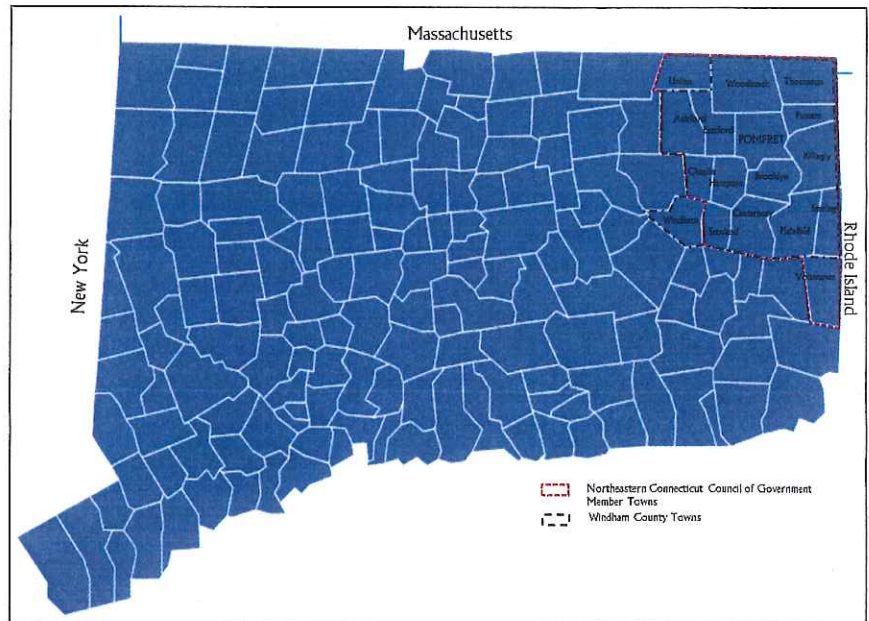 Massachusetts
Union
Woodstock
Thompson
Ashford
Eastford
POMFRET
Putnam
Killingly
Chaplin
Hampton
Brooklyn
Sterling
Windham
Scotland
Canterbury
Plainfield
Voluntown
New York
Rhode Island
Northeastern Connecticut Council of Government
Member Towns
Windham County Towns